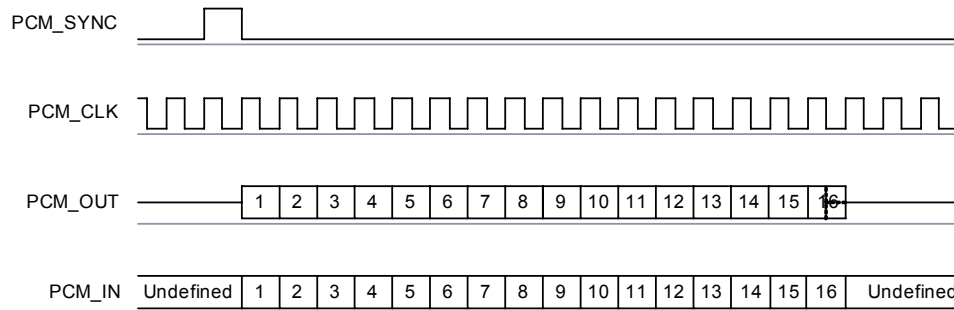 PCM_SYNC
PCM_CLK
PCM_OUT 1 2 3 4 5 6 7 8 9 10 11 12 13 14 15 16
PCM_IN Undefined 1 2 3 4 5 6 7 8 9 10 11 12 13 14 15 16 Undefined